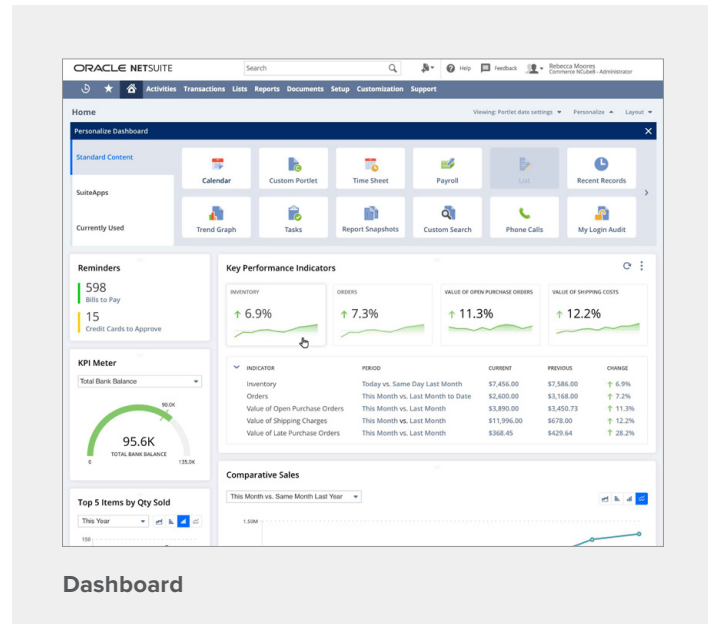 ORACLE NETSUITE
Search
Help
Feedback
Rebecca Moores
Commerce NCubell - Administrator
Activities Transactions Lists Reports Documents Setup Customization Support
Home
Viewing: Portlet date settings
Personalize
Layout
Personalize Dashboard
Standard Content
SuiteApps
Currently Used
Calendar
Custom Portlet
Time Sheet
Payroll
List
Recent Records
Trend Graph
Tasks
Report Snapshots
Custom Search
Phone Calls
My Login Audit
Reminders
598
Bills to Pay
15
Credit Cards to Approve
KPI Meter
Total Bank Balance
90.0K
95.6K
TOTAL BANK BALANCE
0
135.0K
Top 5 Items by Qty Sold
This Year
150
Key Performance Indicators
INVENTORY
6.9%
ORDERS
7.3%
VALUE OF OPEN PURCHASE ORDERS
11.3%
VALUE OF SHIPPING COSTS
12.2%
INDICATOR PERIOD CURRENT PREVIOUS CHANGE
Inventory Today vs. Same Day Last Month $7,456.00 $7,586.00 ↑ 6.9%
Orders This Month vs. Last Month to Date $2,600.00 $3,168.00 ↑ 7.2%
Value of Open Purchase Orders This Month vs. Last Month $3,890.00 $3,450.73 ↑ 11.3%
Value of Shipping Charges This Month vs. Last Month $11,996.00 $678.00 ↑ 12.2%
Value of Late Purchase Orders This Month vs. Last Month $368.45 $429.64 ↑ 28.2%
Comparative Sales
This Month vs. Same Month Last Year
1.50M
Dashboard